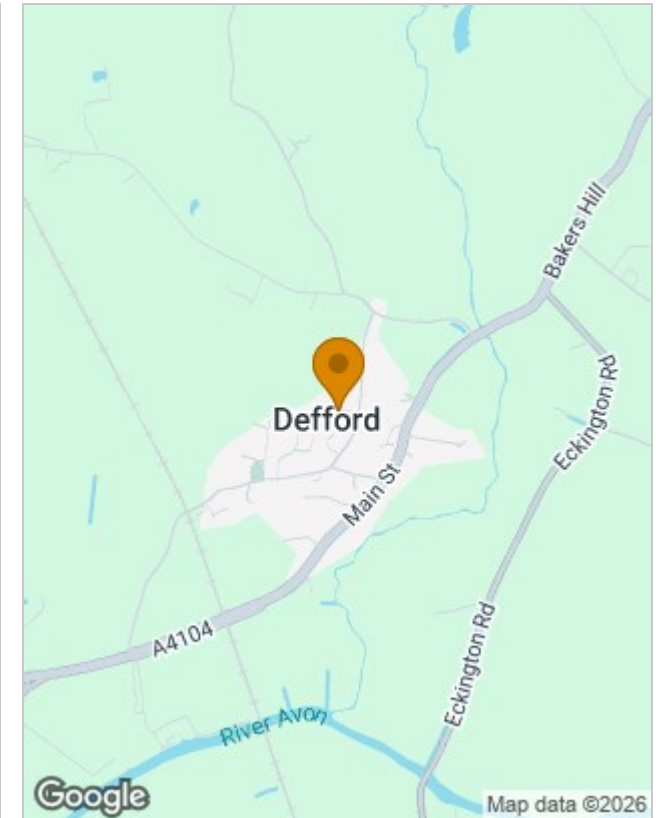 Bakers Hill
Eckington Rd
Defford
Main St
A4104
Eckington Rd
River Avon
Google
Map data ©2026